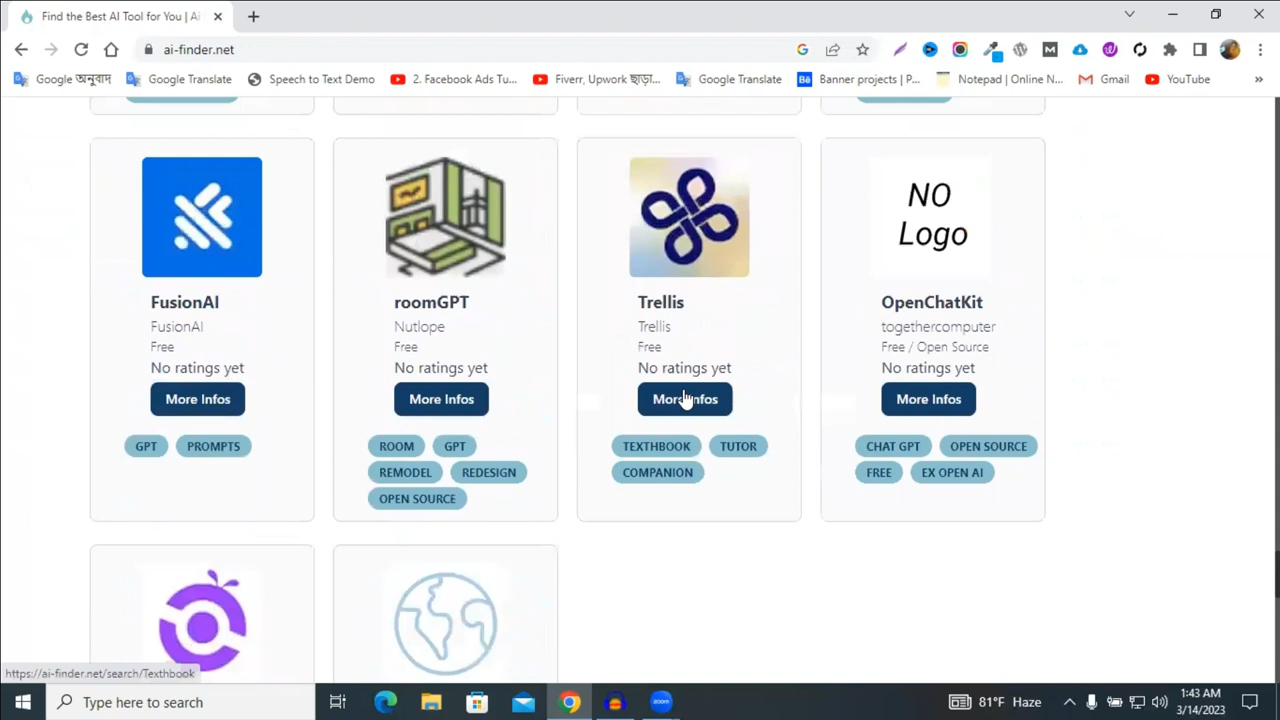 Find the Best AI Tool for You | Ai
ai-finder.net
Google অনুবাদ
Google Translate
Speech to Text Demo
2. Facebook Ads Tu...
Fiverr, Upwork ছাড়া...
Google Translate
Bē
Banner projects | P...
Notepad | Online N...
Gmail
YouTube
NO
Logo
FusionAI
FusionAI
Free
No ratings yet
More Infos
GPT
PROMPTS
roomGPT
Nutlope
Free
No ratings yet
More Infos
ROOM
GPT
REMODEL
REDESIGN
OPEN SOURCE
Trellis
Trellis
Free
No ratings yet
More Infos
TEXTHBOOK
TUTOR
COMPANION
OpenChatKit
togethercomputer
Free / Open Source
No ratings yet
More Infos
CHAT GPT
OPEN SOURCE
FREE
EX OPEN AI
https://ai-finder.net/search/Texthbook
Type here to search
zoom
81°F Haze
1:43 AM
3/14/2023